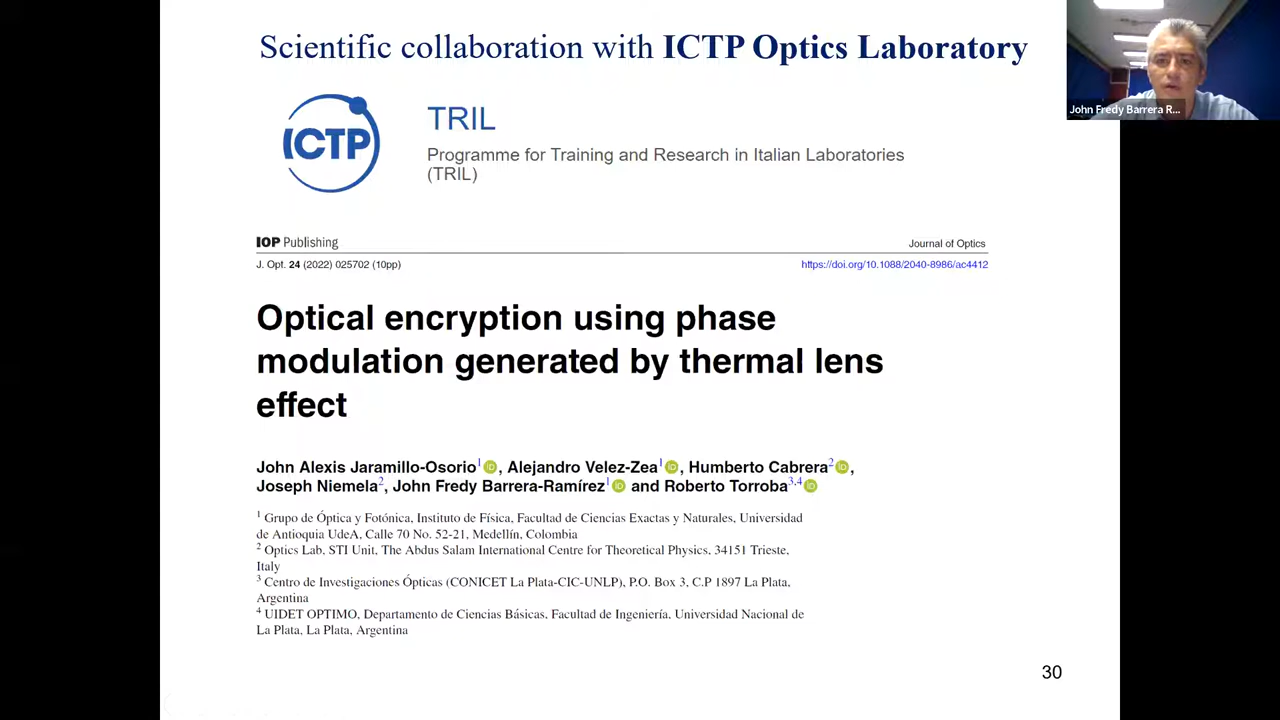 Scientific collaboration with ICTP Optics Laboratory
John Fredy Barrera R...
ICTP
TRIL
Programme for Training and Research in Italian Laboratories
(TRIL)
IOP Publishing
Journal of Optics
J. Opt. 24 (2022) 025702 (10pp)
https://doi.org/10.1088/2040-8986/ac4412
Optical encryption using phase
modulation generated by thermal lens
effect
John Alexis Jaramillo-Osorio1 iD, Alejandro Velez-Zea1 iD, Humberto Cabrera2 iD,
Joseph Niemela2, John Fredy Barrera-Ramírez1 iD and Roberto Torroba3,4 iD
1 Grupo de Óptica y Fotónica, Instituto de Física, Facultad de Ciencias Exactas y Naturales, Universidad
de Antioquia UdeA, Calle 70 No. 52-21, Medellín, Colombia
2 Optics Lab, STI Unit, The Abdus Salam International Centre for Theoretical Physics, 34151 Trieste,
Italy
3 Centro de Investigaciones Ópticas (CONICET La Plata-CIC-UNLP), P.O. Box 3, C.P 1897 La Plata,
Argentina
4 UIDET OPTIMO, Departamento de Ciencias Básicas, Facultad de Ingeniería, Universidad Nacional de
La Plata, La Plata, Argentina
30